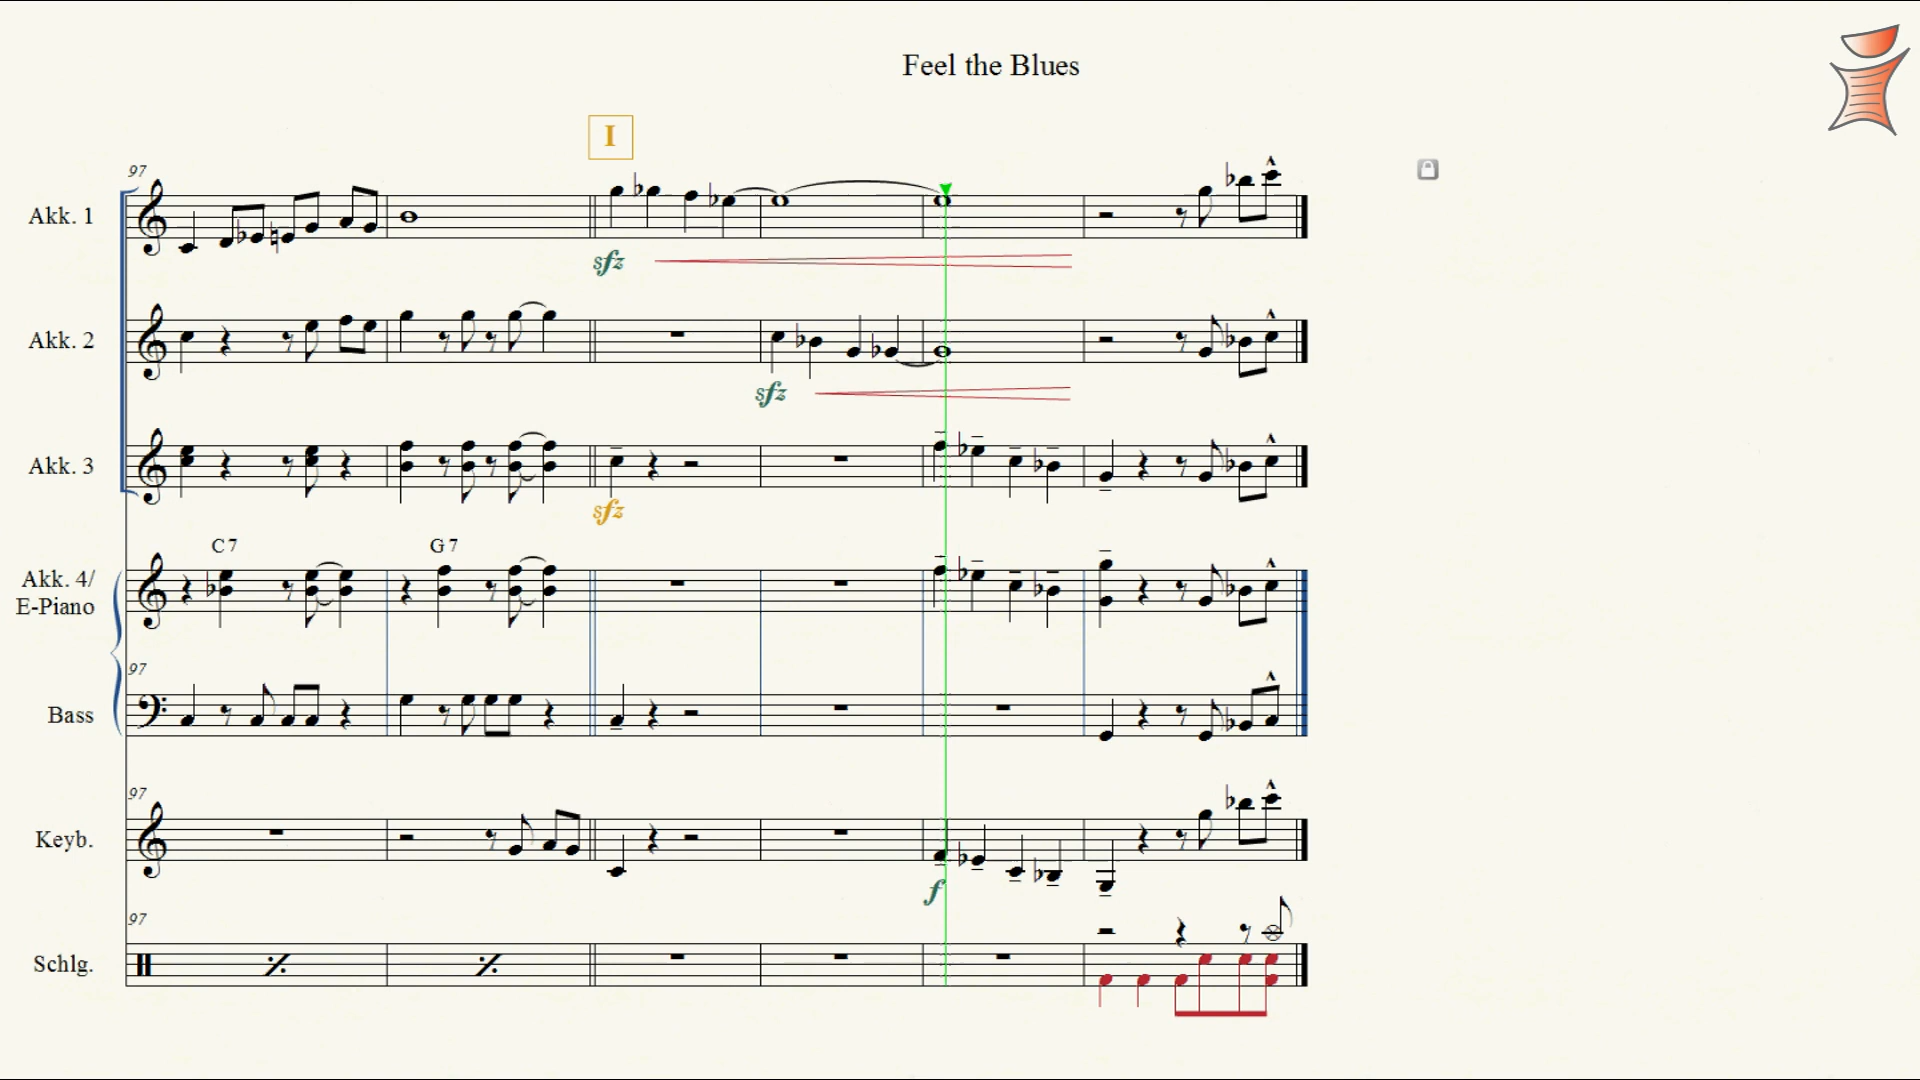 Feel the Blues
I
97
Akk. 1
sfz
Akk. 2
sfz
Akk. 3
sfz
C7 G7
Akk. 4/
E-Piano
97
Bass
97
Keyb.
f
97
Schlg.